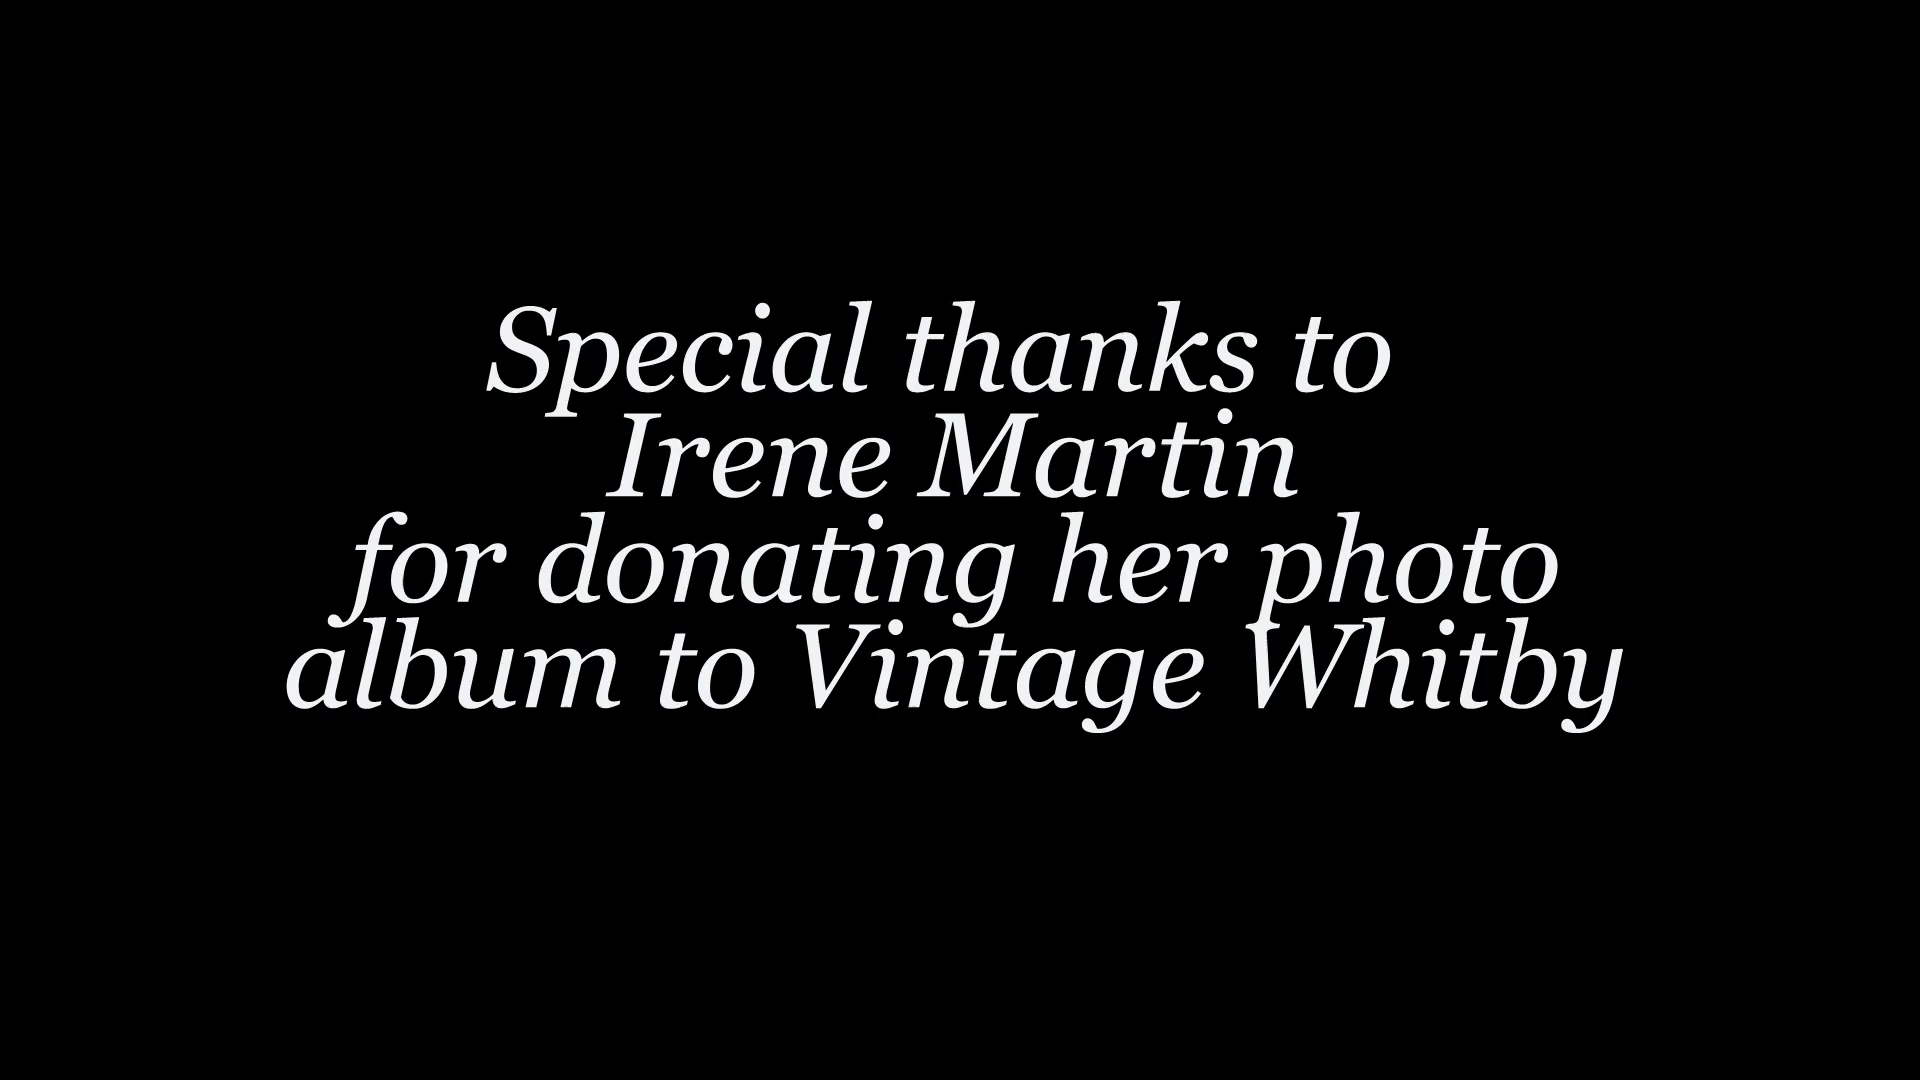 Special thanks to
Irene Martin
for donating her photo
album to Vintage Whitby